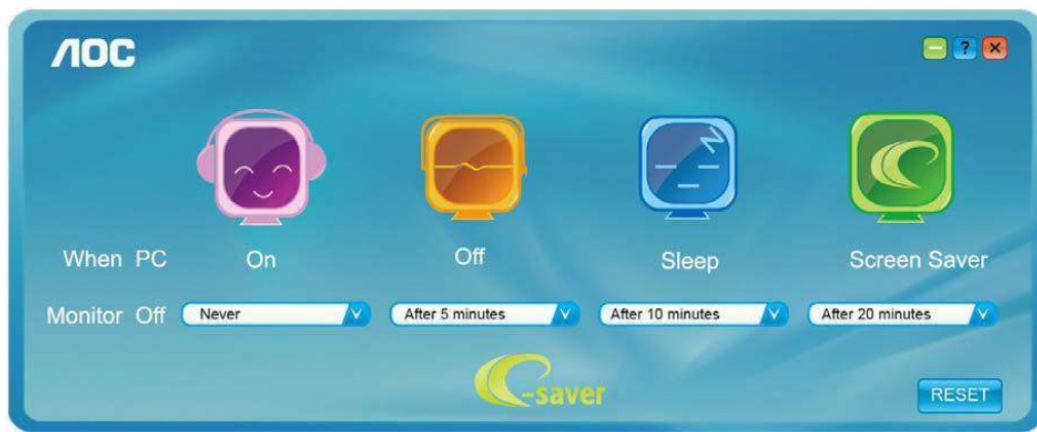 AOC
?
When PC On Off Sleep Screen Saver
Monitor Off Never After 5 minutes After 10 minutes After 20 minutes
e-saver
RESET